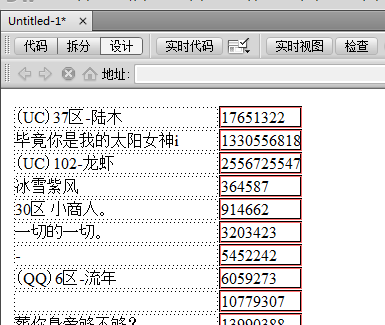 Untitled-1* ×
代码 拆分 设计 实时代码 实时视图 检查
地址:
(UC)37区-陆木 17651322
毕竟你是我的太阳女神i 1330556818
(UC)102-龙虾 2556725547
冰雪紫风 364587
30区 小商人。 914662
一切的一切。 3203423
- 5452242
(QQ)6区-流年 6059273
10779307
葬你身旁够不够? 13990388